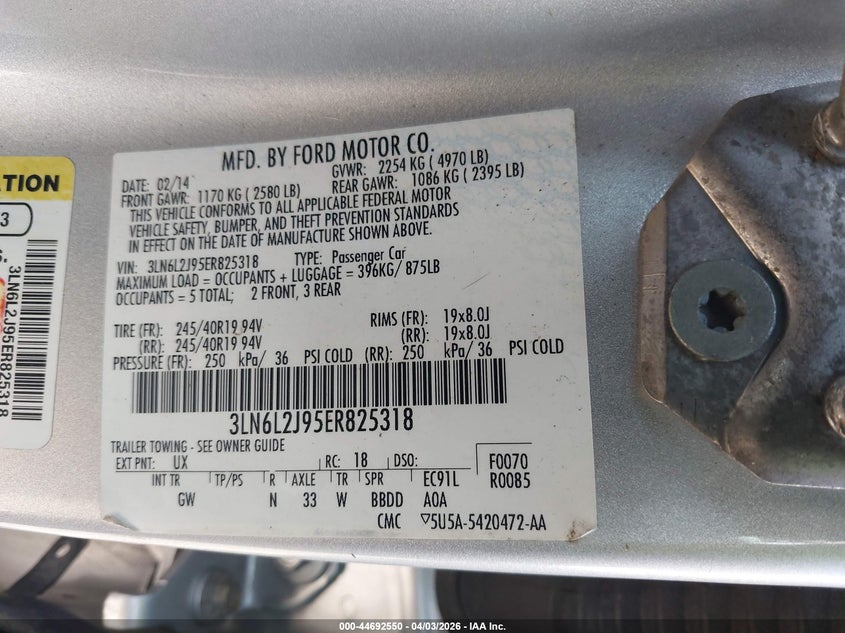 MFD. BY FORD MOTOR CO.
DATE: 02/14 GVWR: 2254 KG ( 4970 LB)
FRONT GAWR: 1170 KG ( 2580 LB) REAR GAWR: 1086 KG ( 2395 LB)
THIS VEHICLE CONFORMS TO ALL APPLICABLE FEDERAL MOTOR
VEHICLE SAFETY, BUMPER, AND THEFT PREVENTION STANDARDS
IN EFFECT ON THE DATE OF MANUFACTURE SHOWN ABOVE.
VIN: 3LN6L2J95ER825318 TYPE: Passenger Car
MAXIMUM LOAD = OCCUPANTS + LUGGAGE = 396KG/ 875LB
OCCUPANTS = 5 TOTAL; 2 FRONT, 3 REAR
TIRE (FR): 245/40R19 94V RIMS (FR): 19x8.0J
(RR): 245/40R19 94V (RR): 19x8.0J
PRESSURE (FR): 250 kPa/ 36 PSI COLD (RR): 250 kPa/ 36 PSI COLD
3LN6L2J95ER825318
TRAILER TOWING - SEE OWNER GUIDE
EXT PNT: UX RC: 18 DSO: F0070
INT TR TP/PS R AXLE TR SPR EC91L R0085
GW N 33 W BBDD A0A
CMC ▽5U5A-5420472-AA
ATION
3
3LN6L2J95ER825318
000-44692550 - 04/03/2026 - IAA Inc.